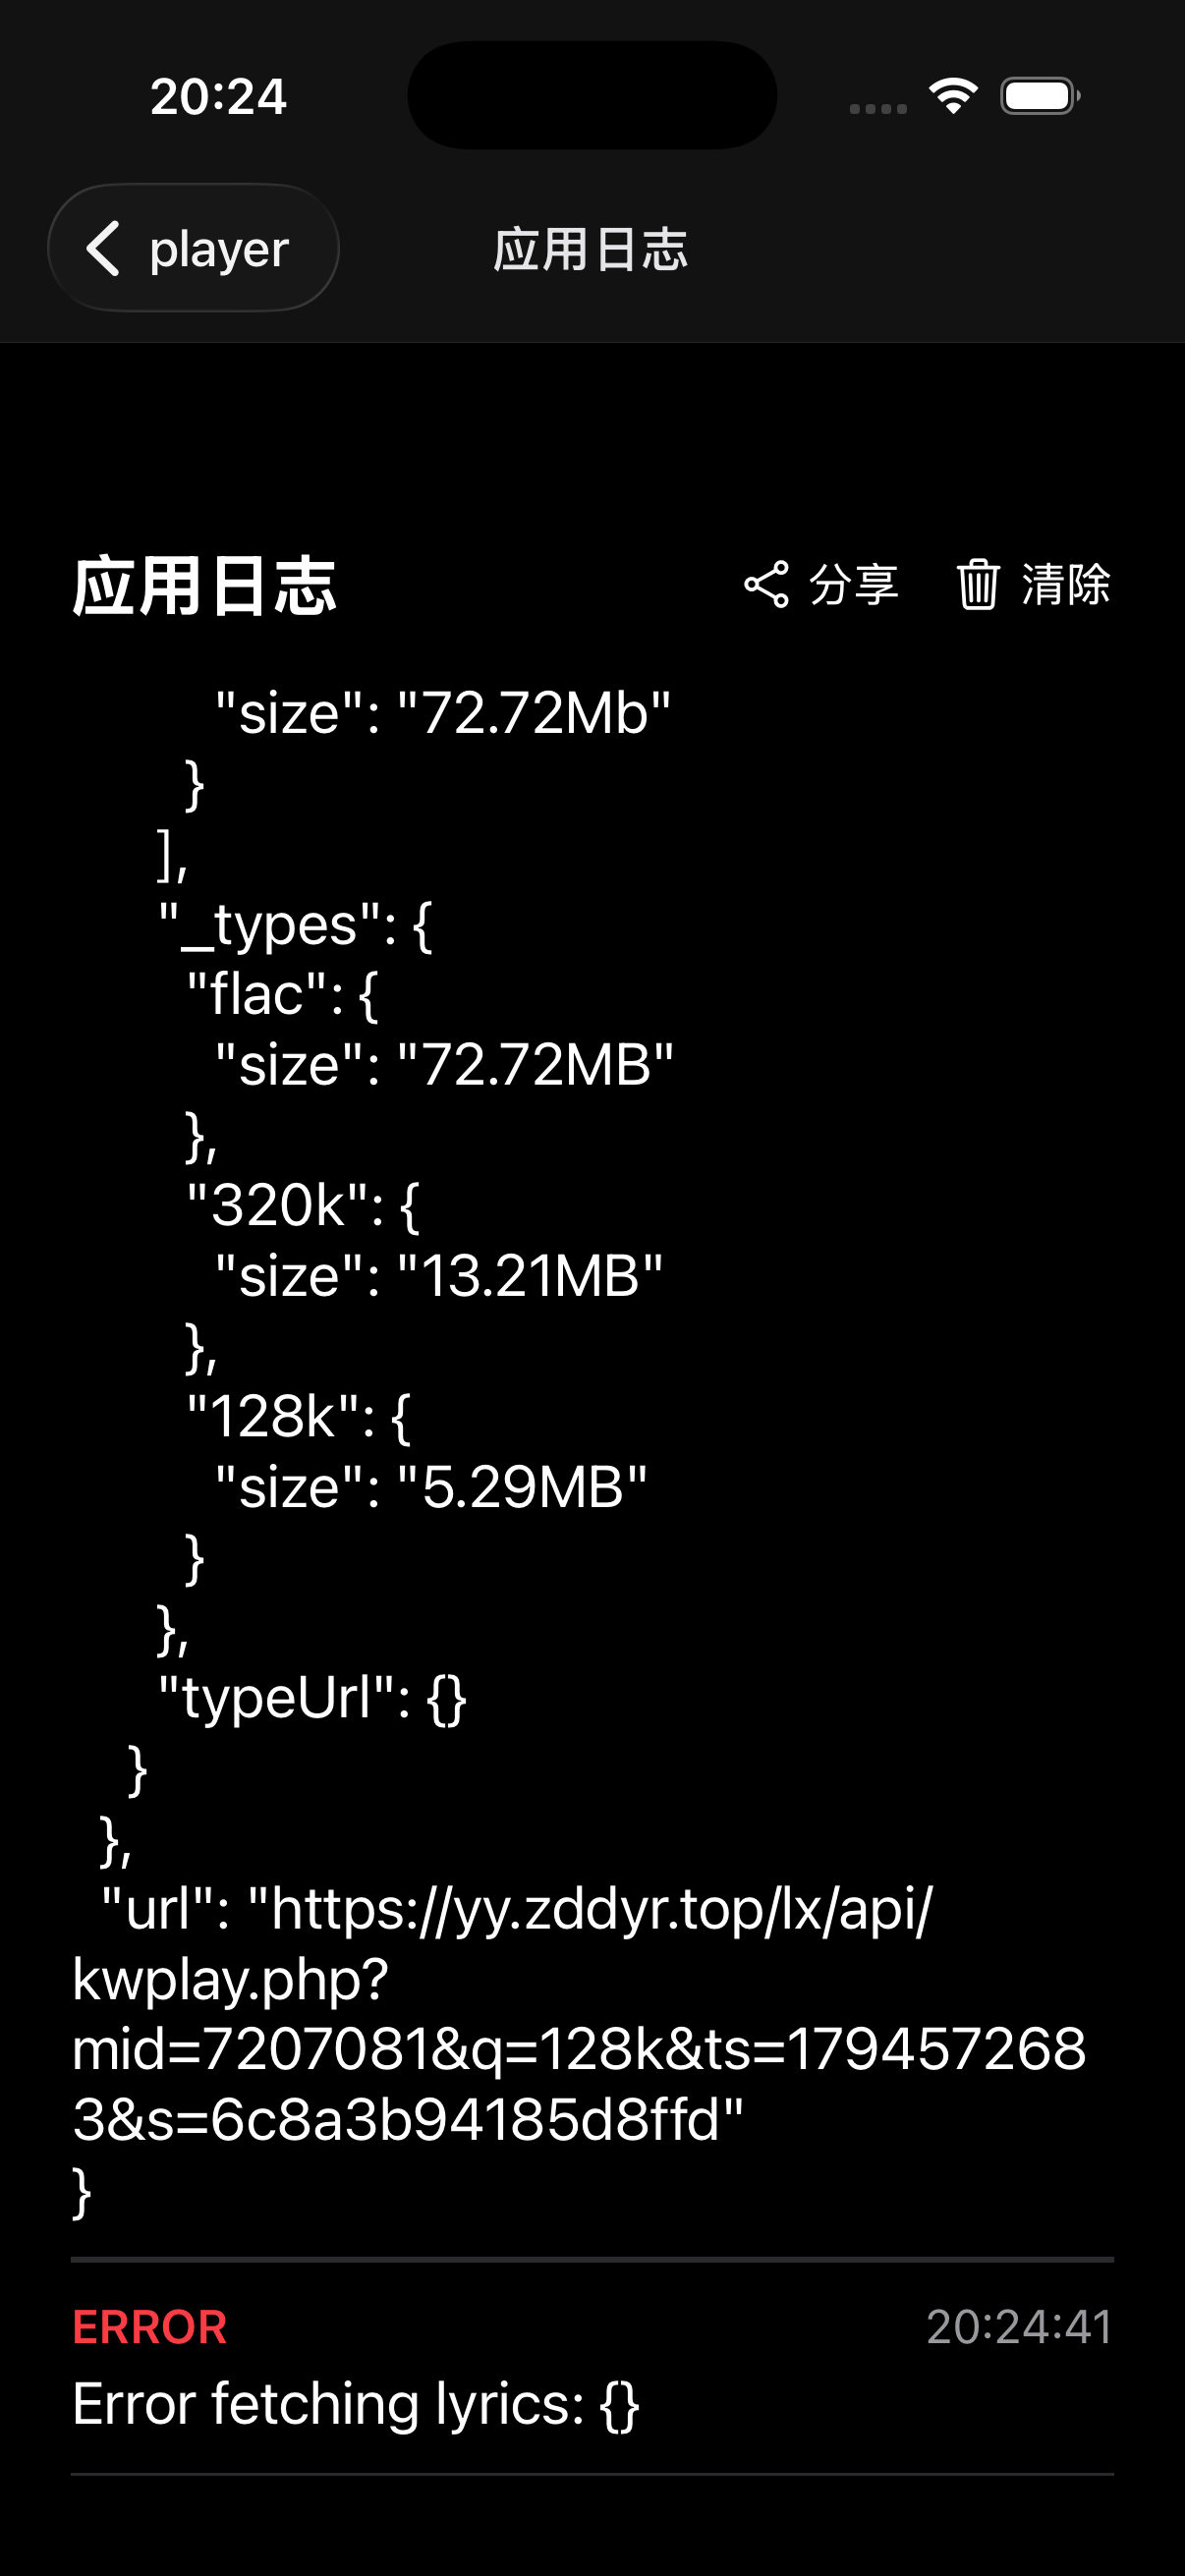 20:24
player
应用日志
应用日志
分享
清除
"size": "72.72Mb"
}
],
"_types": {
"flac": {
"size": "72.72MB"
},
"320k": {
"size": "13.21MB"
},
"128k": {
"size": "5.29MB"
}
},
"typeUrl": {}
}
},
"url": "https://yy.zddyr.top/lx/api/
kwplay.php?
mid=7207081&q=128k&ts=179457268
3&s=6c8a3b94185d8ffd"
}
ERROR
20:24:41
Error fetching lyrics: {}